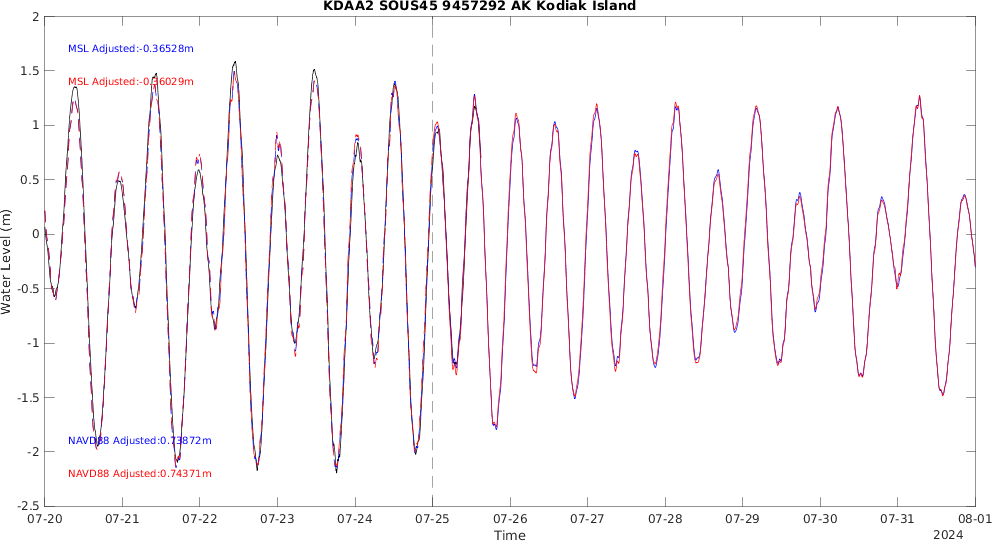 KDAA2 SOUS45 9457292 AK Kodiak Island
2
1.5
1
0.5
0
-0.5
-1
-1.5
-2
-2.5
Water Level (m)
MSL Adjusted:-0.36528m
MSL Adjusted:-0.36029m
NAVD88 Adjusted:0.73872m
NAVD88 Adjusted:0.74371m
07-20 07-21 07-22 07-23 07-24 07-25 07-26 07-27 07-28 07-29 07-30 07-31 08-01
Time
2024